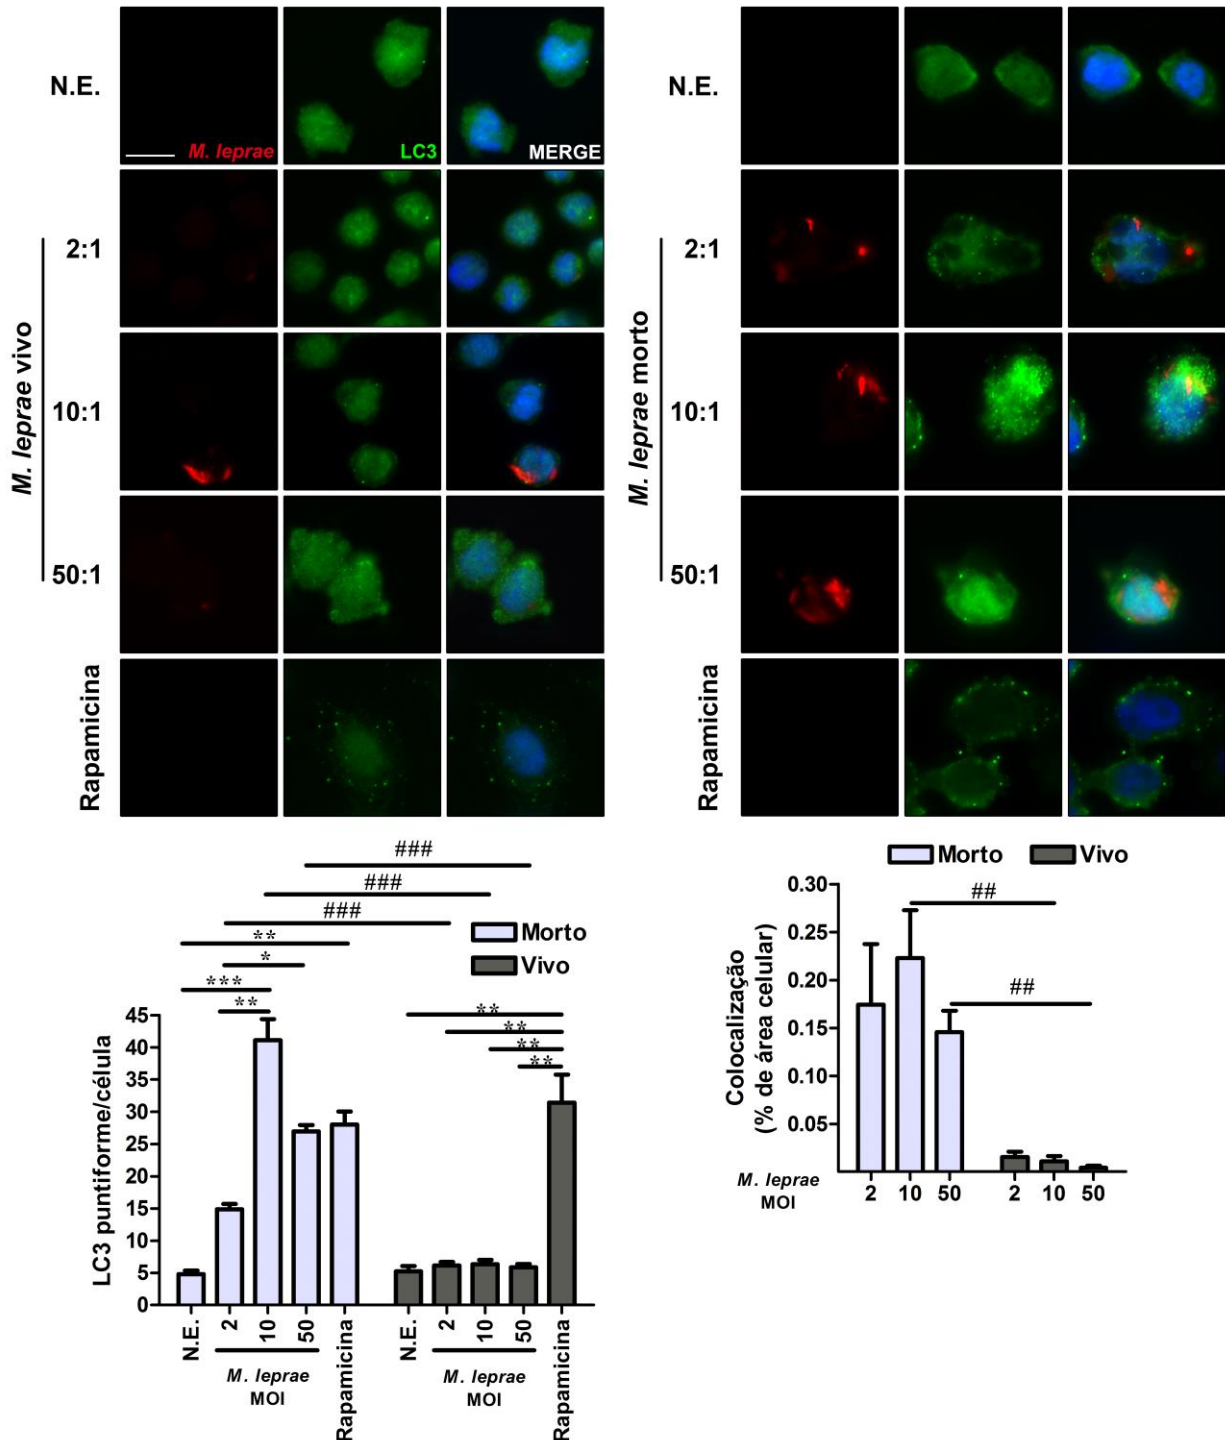 N.E.
M. leprae
LC3
MERGE
M. leprae vivo
2:1
10:1
50:1
Rapamicina
N.E.
M. leprae morto
2:1
10:1
50:1
Rapamicina
###
###
###
**
*
***
**
Morto
Vivo
**
**
**
**
LC3 puntiforme/célula
45
40
35
30
25
20
15
10
5
0
N.E.
2
10
50
Rapamicina
N.E.
2
10
50
Rapamicina
M. leprae
MOI
M. leprae
MOI
Morto
Vivo
##
##
Colocalização
(% de área celular)
0.30
0.25
0.20
0.15
0.10
0.05
M. leprae
MOI
2 10 50 2 10 50